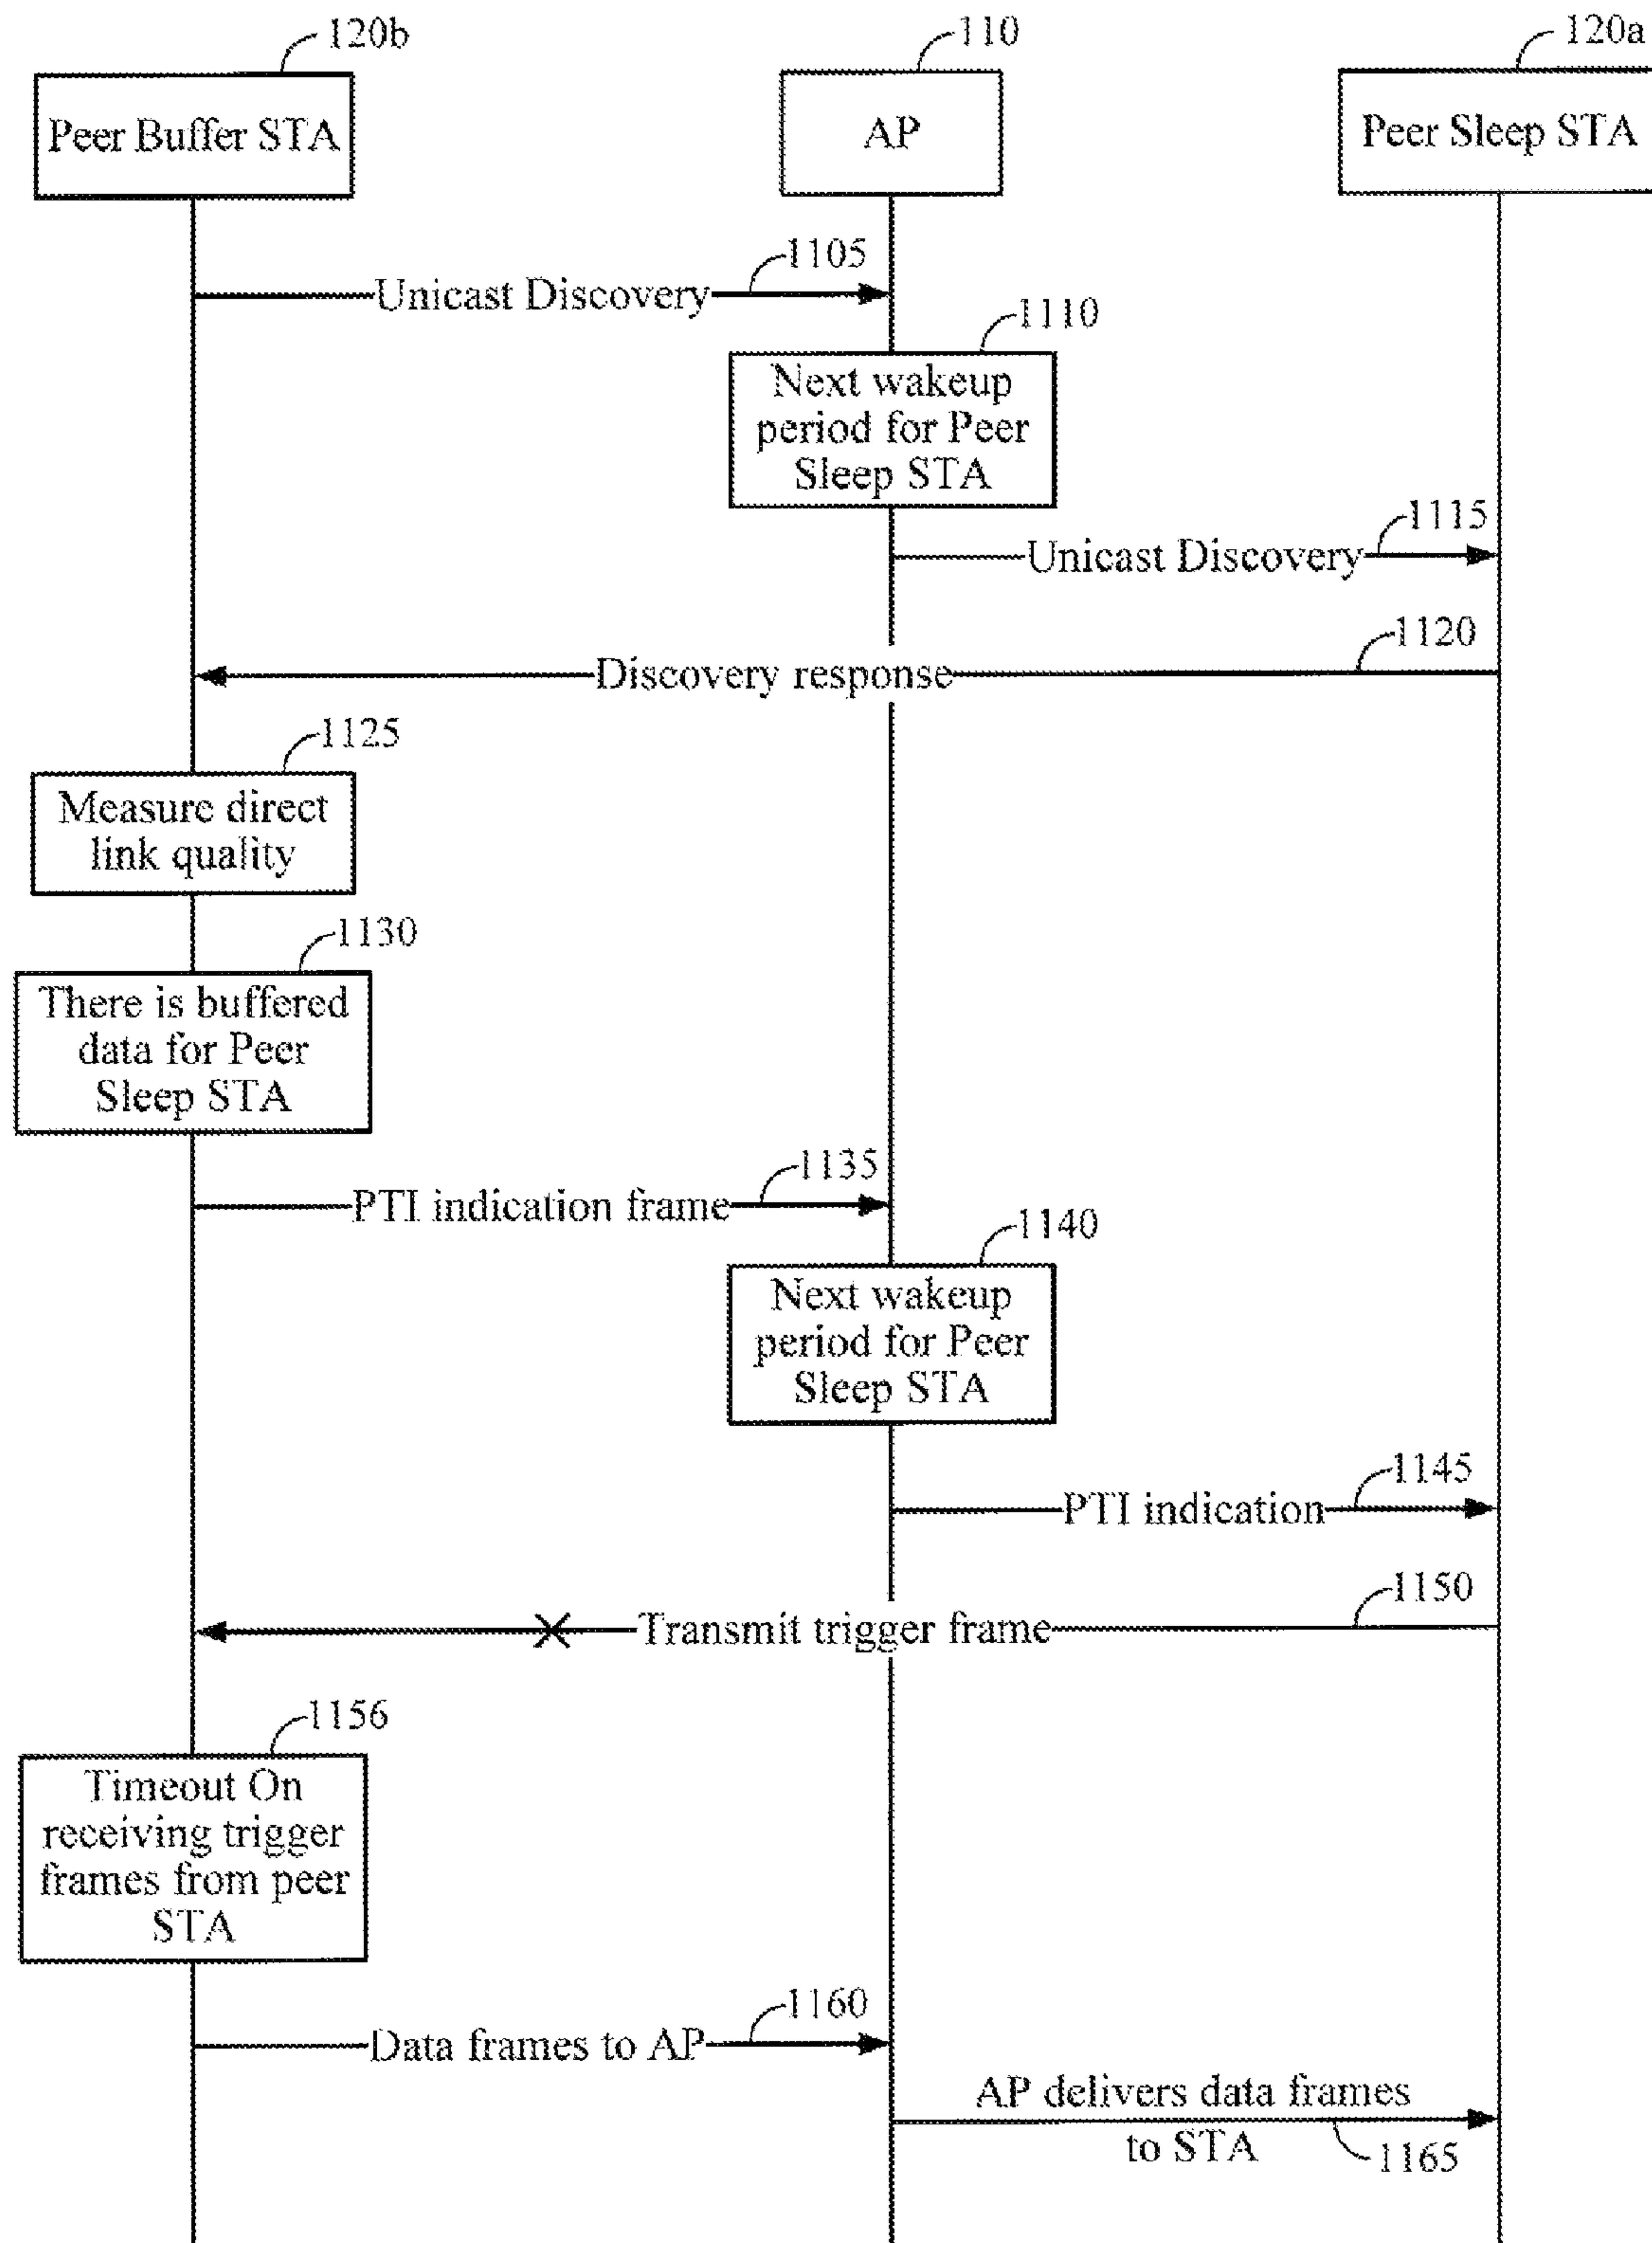 120b
110
120a
Peer Buffer STA
AP
Peer Sleep STA
1105
Unicast Discovery
1110
Next wakeup
period for Peer
Sleep STA
1115
Unicast Discovery
1120
Discovery response
1125
Measure direct
link quality
1130
There is buffered
data for Peer
Sleep STA
1135
PTI indication frame
1140
Next wakeup
period for Peer
Sleep STA
1145
PTI indication
1150
Transmit trigger frame
1156
Timeout On
receiving trigger
frames from peer
STA
1160
Data frames to AP
AP delivers data frames
to STA
1165